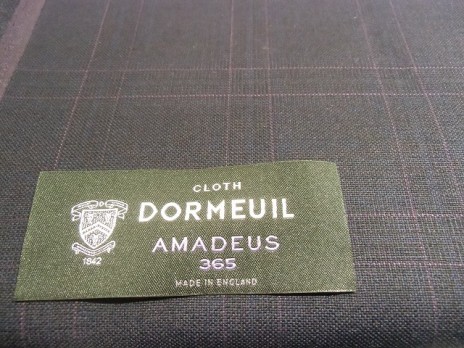 CLOTH
DORMEUIL
AMADEUS
365
MADE IN ENGLAND
1842